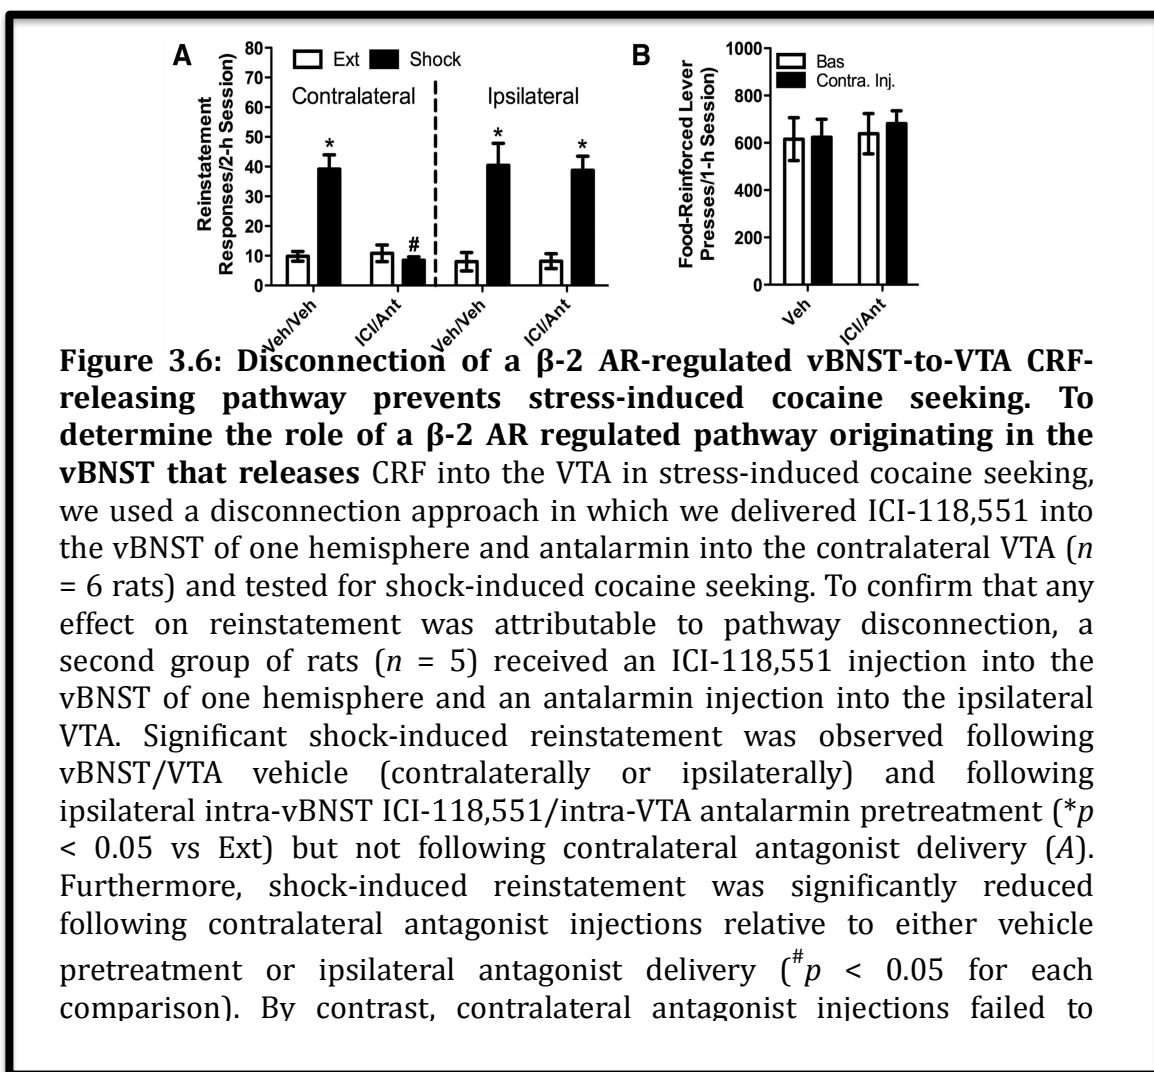 A
B
Reinstatement
Responses/2-h Session)
80
70
60
50
40
30
20
10
0
Ext
Shock
Contralateral
Ipsilateral
*
#
*
*
Veh/Veh
ICI/Ant
Veh/Veh
ICI/Ant
Food-Reinforced Lever
Presses/1-h Session)
1000
800
600
400
200
0
Bas
Contra. Inj.
Veh
ICI/Ant
Figure 3.6: Disconnection of a β-2 AR-regulated vBNST-to-VTA CRF-
releasing pathway prevents stress-induced cocaine seeking. To
determine the role of a β-2 AR regulated pathway originating in the
vBNST that releases CRF into the VTA in stress-induced cocaine seeking,
we used a disconnection approach in which we delivered ICI-118,551 into
the vBNST of one hemisphere and antalarmin into the contralateral VTA (n
= 6 rats) and tested for shock-induced cocaine seeking. To confirm that any
effect on reinstatement was attributable to pathway disconnection, a
second group of rats (n = 5) received an ICI-118,551 injection into the
vBNST of one hemisphere and an antalarmin injection into the ipsilateral
VTA. Significant shock-induced reinstatement was observed following
vBNST/VTA vehicle (contralaterally or ipsilaterally) and following
ipsilateral intra-vBNST ICI-118,551/intra-VTA antalarmin pretreatment (*p
< 0.05 vs Ext) but not following contralateral antagonist delivery (A).
Furthermore, shock-induced reinstatement was significantly reduced
following contralateral antagonist injections relative to either vehicle
pretreatment or ipsilateral antagonist delivery (#p < 0.05 for each
comparison). By contrast, contralateral antagonist injections failed to